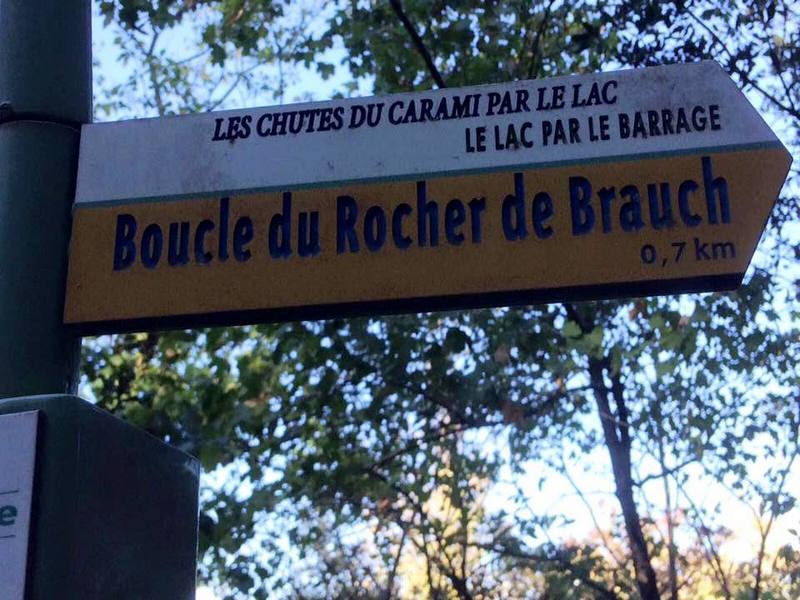 LES CHUTES DU CARAMI PAR LE LAC
LE LAC PAR LE BARRAGE
Boucle du Rocher de Brauch
0,7 km
e